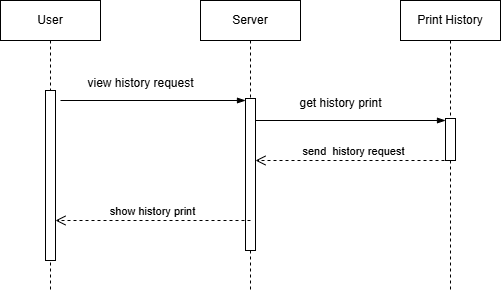 User
Server
Print History
view history request
get history print
send history request
show history print